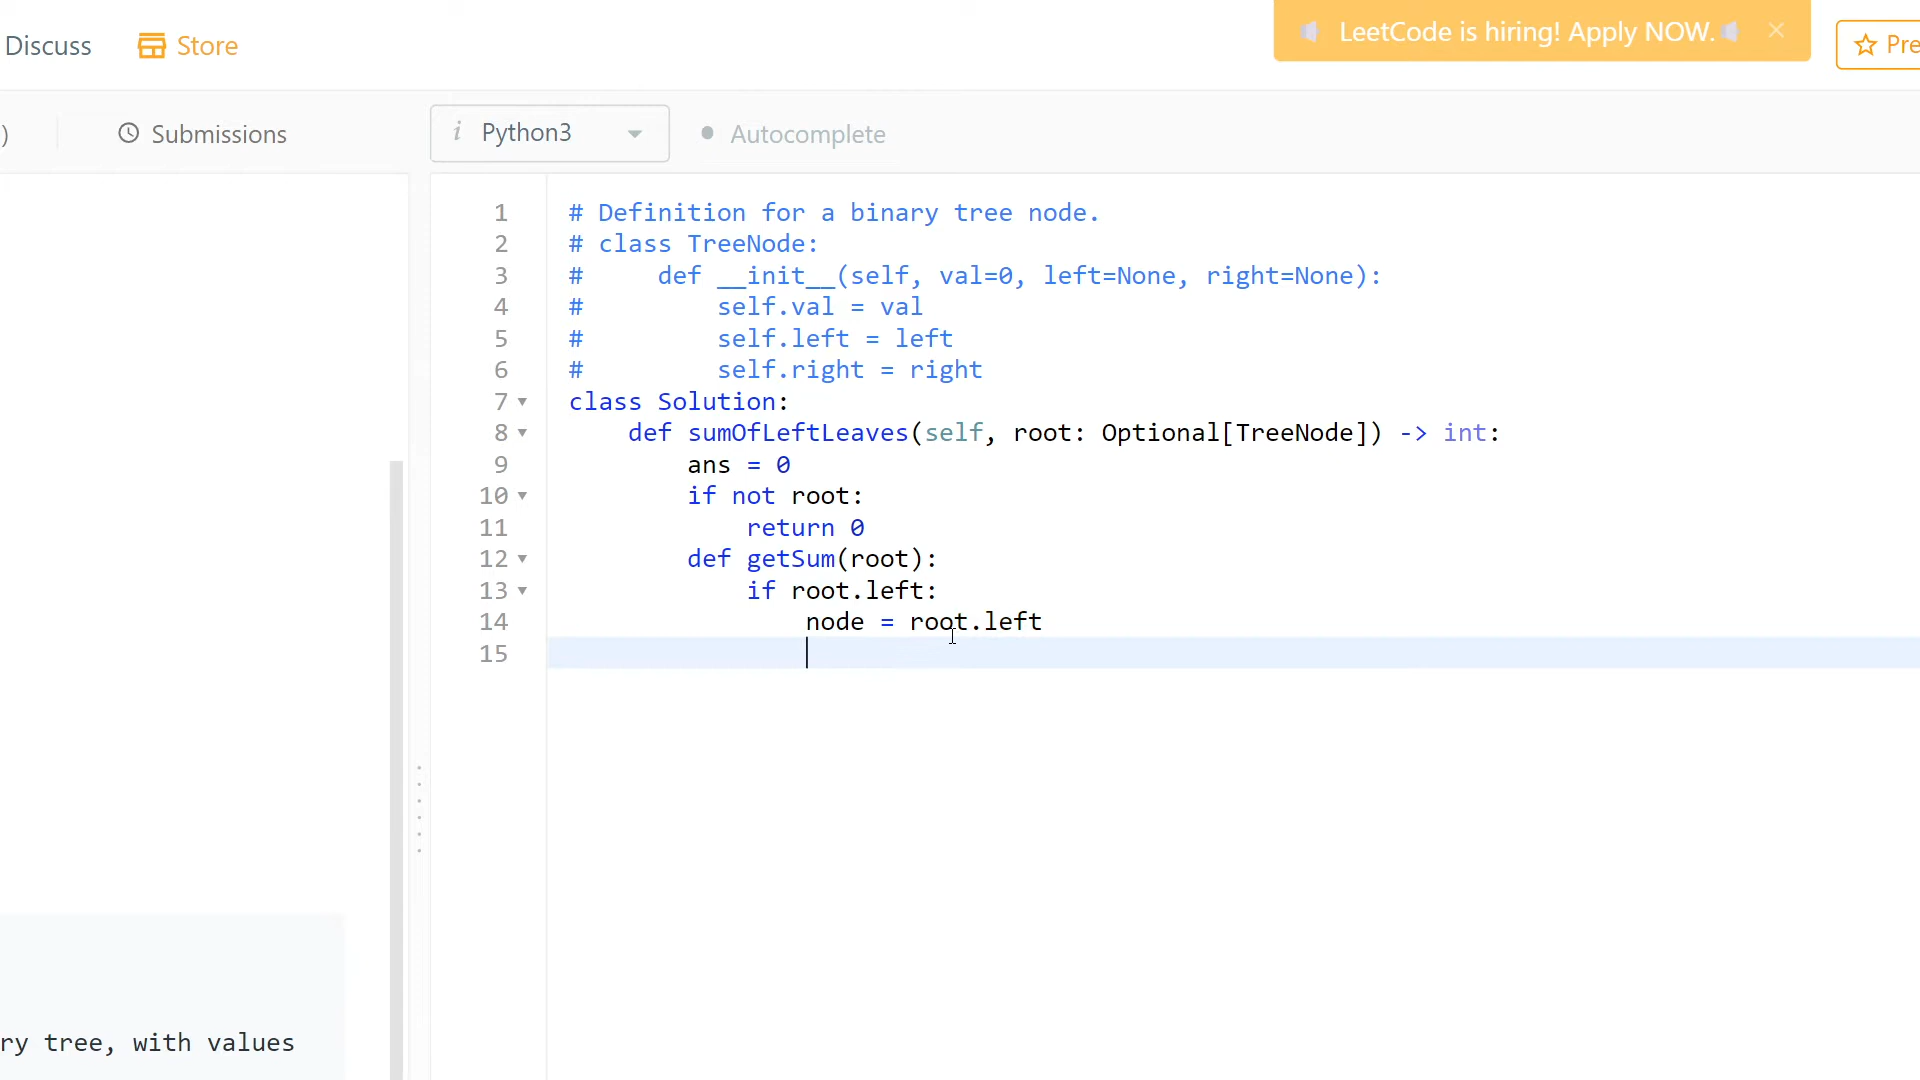 Discuss
Store
LeetCode is hiring! Apply NOW.
Pre
)
Submissions
i Python3
Autocomplete
1 # Definition for a binary tree node.
2 # class TreeNode:
3 #     def __init__(self, val=0, left=None, right=None):
4 #         self.val = val
5 #         self.left = left
6 #         self.right = right
7 class Solution:
8     def sumOfLeftLeaves(self, root: Optional[TreeNode]) -> int:
9         ans = 0
10         if not root:
11             return 0
12         def getSum(root):
13             if root.left:
14                 node = root.left
15
ry tree, with values